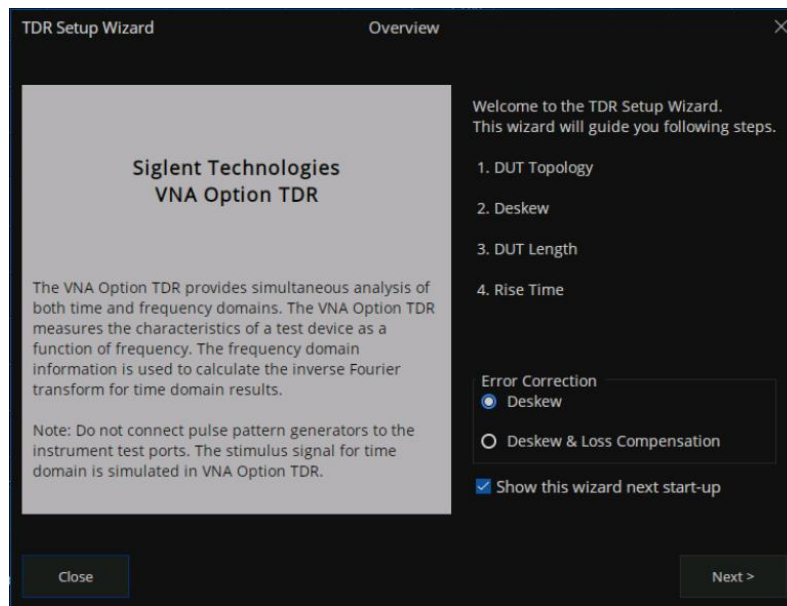 TDR Setup Wizard
Overview
Siglent Technologies
VNA Option TDR
The VNA Option TDR provides simultaneous analysis of
both time and frequency domains. The VNA Option TDR
measures the characteristics of a test device as a
function of frequency. The frequency domain
information is used to calculate the inverse Fourier
transform for time domain results.
Note: Do not connect pulse pattern generators to the
instrument test ports. The stimulus signal for time
domain is simulated in VNA Option TDR.
Welcome to the TDR Setup Wizard.
This wizard will guide you following steps.
1. DUT Topology
2. Deskew
3. DUT Length
4. Rise Time
Error Correction
Deskew
Deskew & Loss Compensation
Show this wizard next start-up
Close
Next >